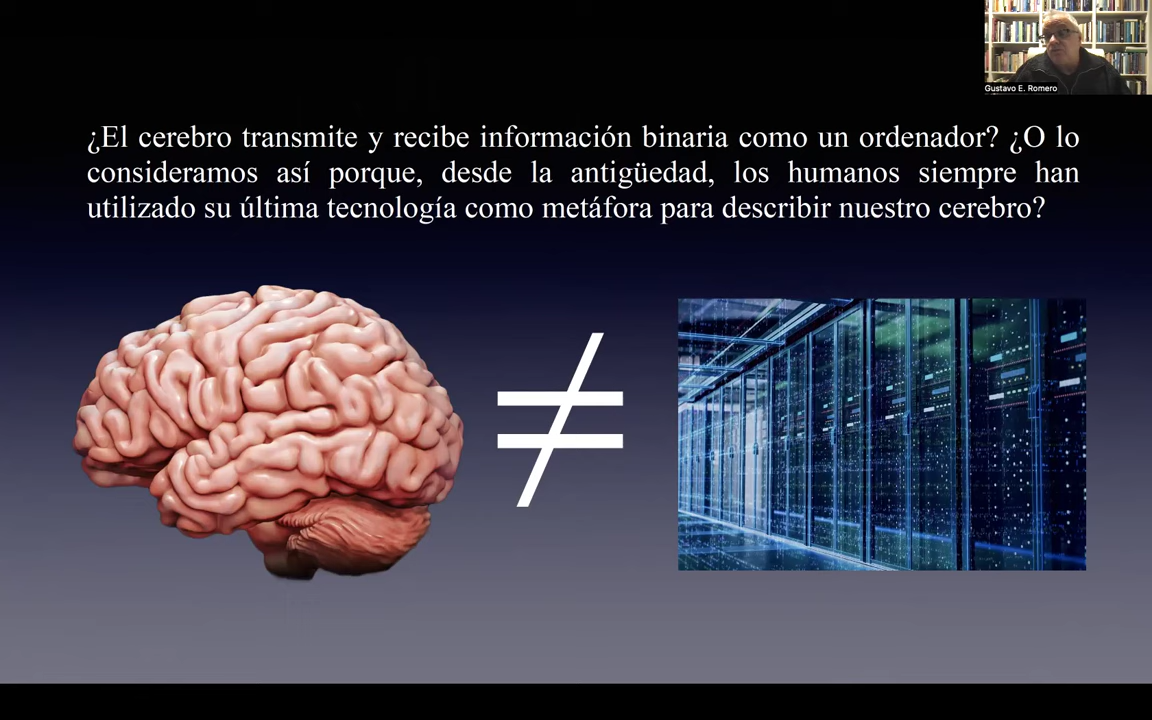 Gustavo E. Romero
¿El cerebro transmite y recibe información binaria como un ordenador? ¿O lo
consideramos así porque, desde la antigüedad, los humanos siempre han
utilizado su última tecnología como metáfora para describir nuestro cerebro?
≠